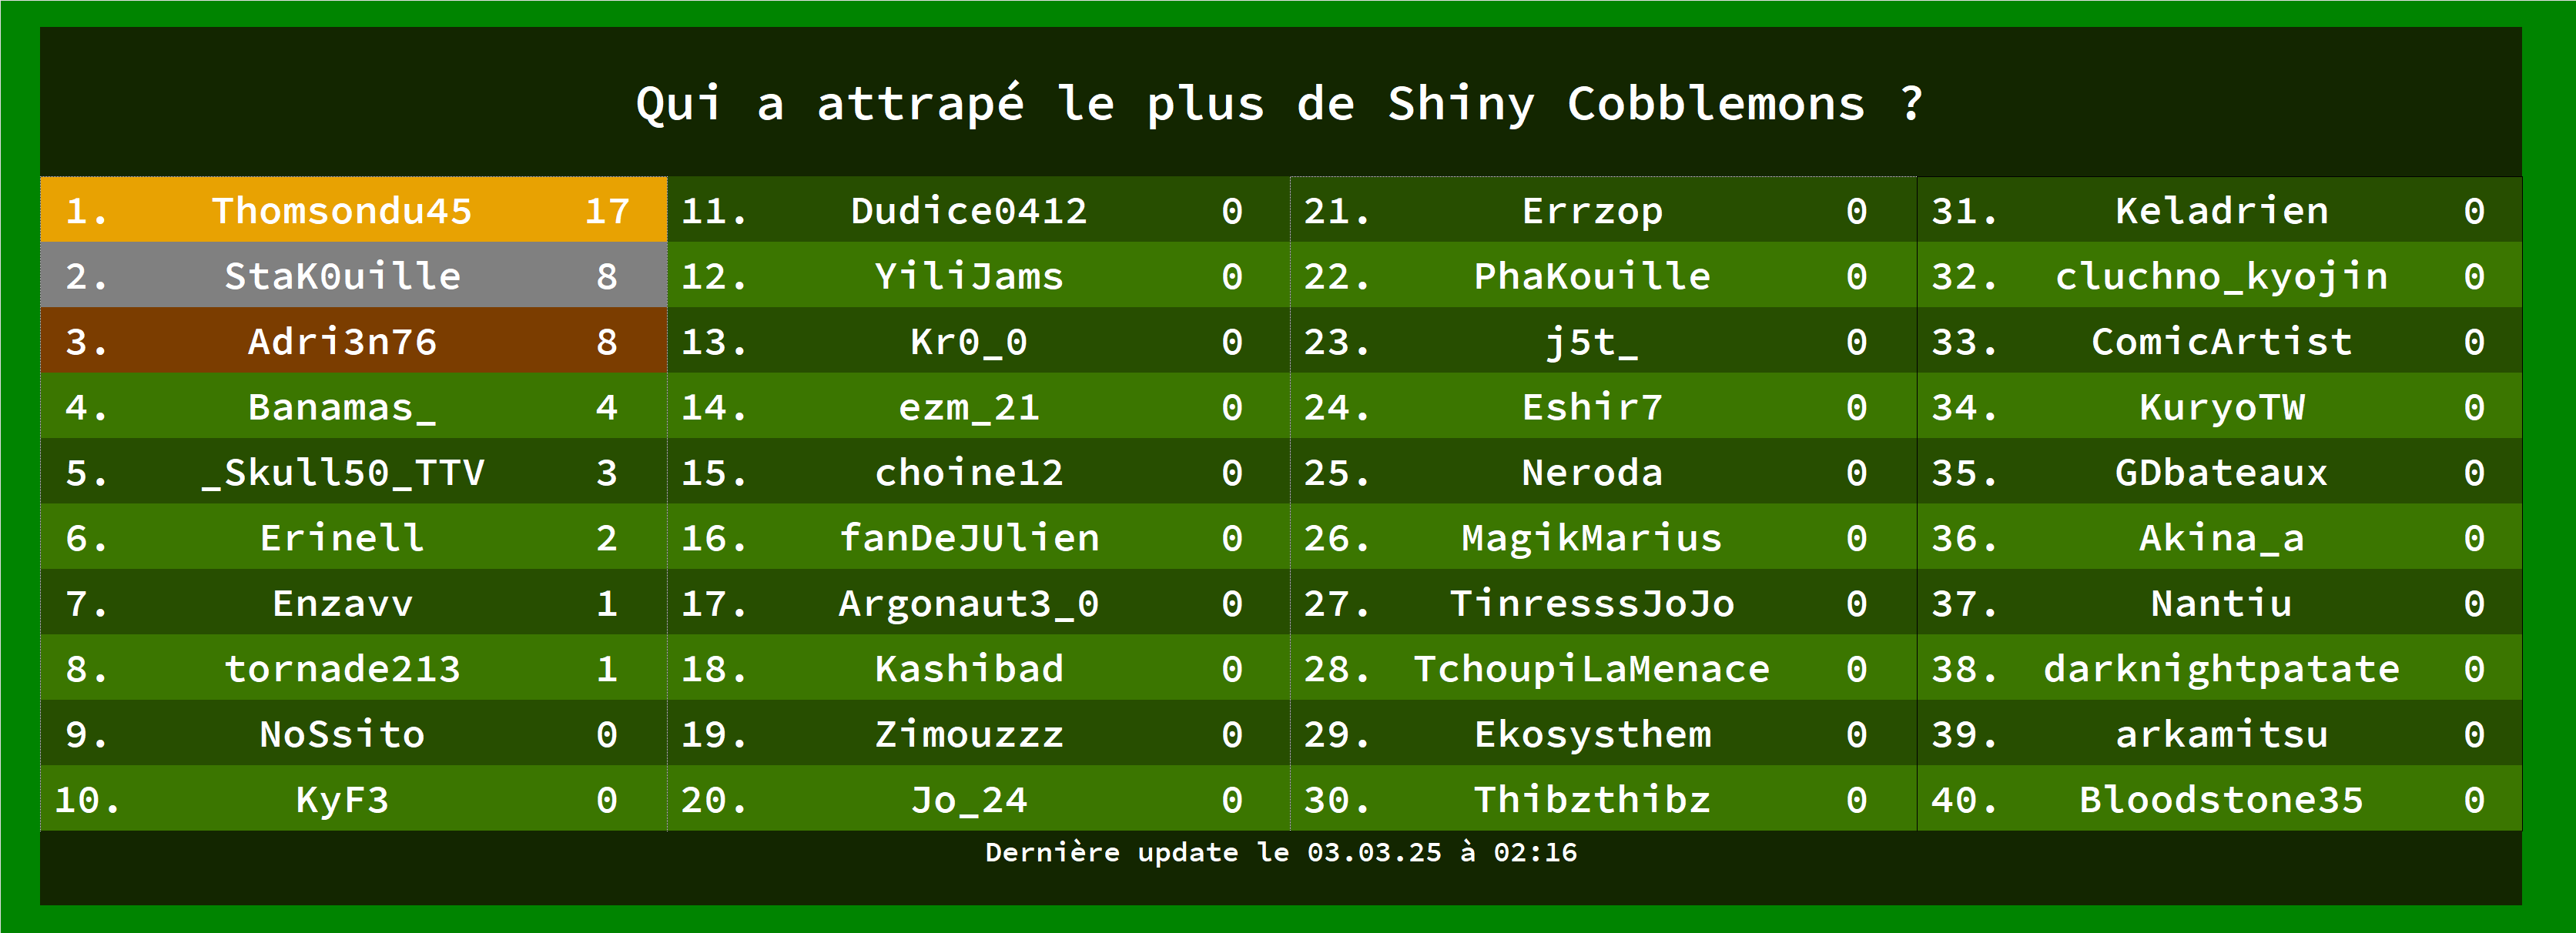 Qui a attrapé le plus de Shiny Cobblemons ?
1. Thomsondu45 17
2. StaK0uille 8
3. Adri3n76 8
4. Banamas_ 4
5. _Skull50_TTV 3
6. Erinell 2
7. Enzavv 1
8. tornade213 1
9. NoSsito 0
10. KyF3 0
11. Dudice0412 0
12. YiliJams 0
13. Kr0_0 0
14. ezm_21 0
15. choine12 0
16. fanDeJUlien 0
17. Argonaut3_0 0
18. Kashibad 0
19. Zimouzzz 0
20. Jo_24 0
21. Errzop 0
22. PhaKouille 0
23. j5t_ 0
24. Eshir7 0
25. Neroda 0
26. MagikMarius 0
27. TinresssJoJo 0
28. TchoupiLaMenace 0
29. Ekosysthem 0
30. Thibzthibz 0
31. Keladrien 0
32. cluchno_kyojin 0
33. ComicArtist 0
34. KuryoTW 0
35. GDbateaux 0
36. Akina_a 0
37. Nantiu 0
38. darknightpatate 0
39. arkamitsu 0
40. Bloodstone35 0
Dernière update le 03.03.25 à 02:16